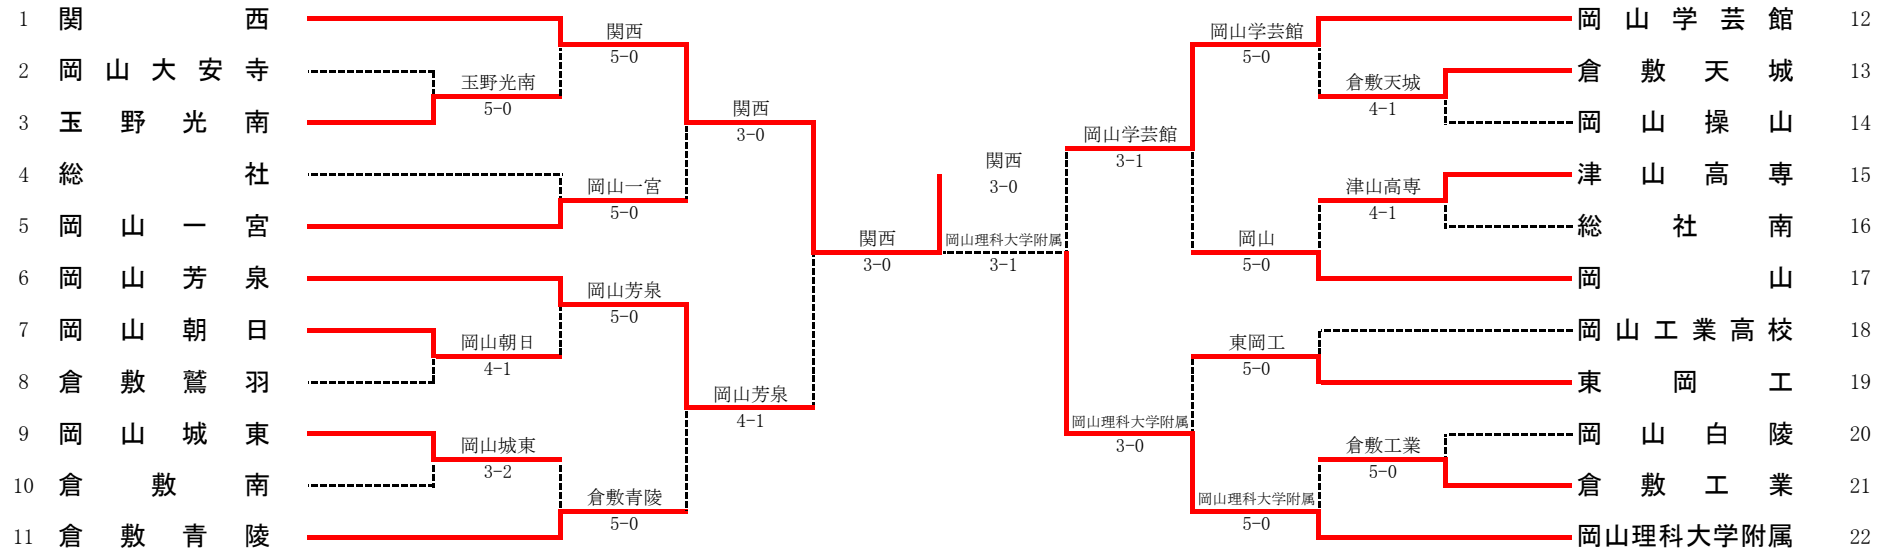 1 関西
2 岡山大安寺
3 玉野光南
4 総社
5 岡山一宮
6 岡山芳泉
7 岡山朝日
8 倉敷鷲羽
9 岡山城東
10 倉敷南
11 倉敷青陵
関西
5-0
玉野光南
5-0
岡山一宮
5-0
岡山芳泉
5-0
岡山朝日
4-1
岡山城東
3-2
倉敷青陵
5-0
関西
3-0
岡山芳泉
4-1
関西
3-0
関西
3-0
岡山理科大学附属
3-1
岡山学芸館
3-1
岡山理科大学附属
3-0
岡山学芸館
5-0
倉敷天城
4-1
津山高専
4-1
岡山
5-0
東岡工
5-0
倉敷工業
5-0
岡山理科大学附属
5-0
岡山学芸館 12
倉敷天城 13
岡山操山 14
津山高専 15
総社南 16
岡山 17
岡山工業高校 18
東岡工 19
岡山白陵 20
倉敷工業 21
岡山理科大学附属 22